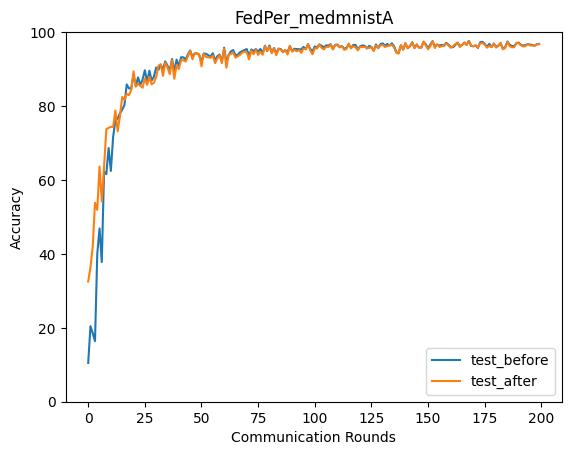 FedPer_medmnistA
100
80
60
40
20
0
Accuracy
0 25 50 75 100 125 150 175 200
Communication Rounds
test_before
test_after